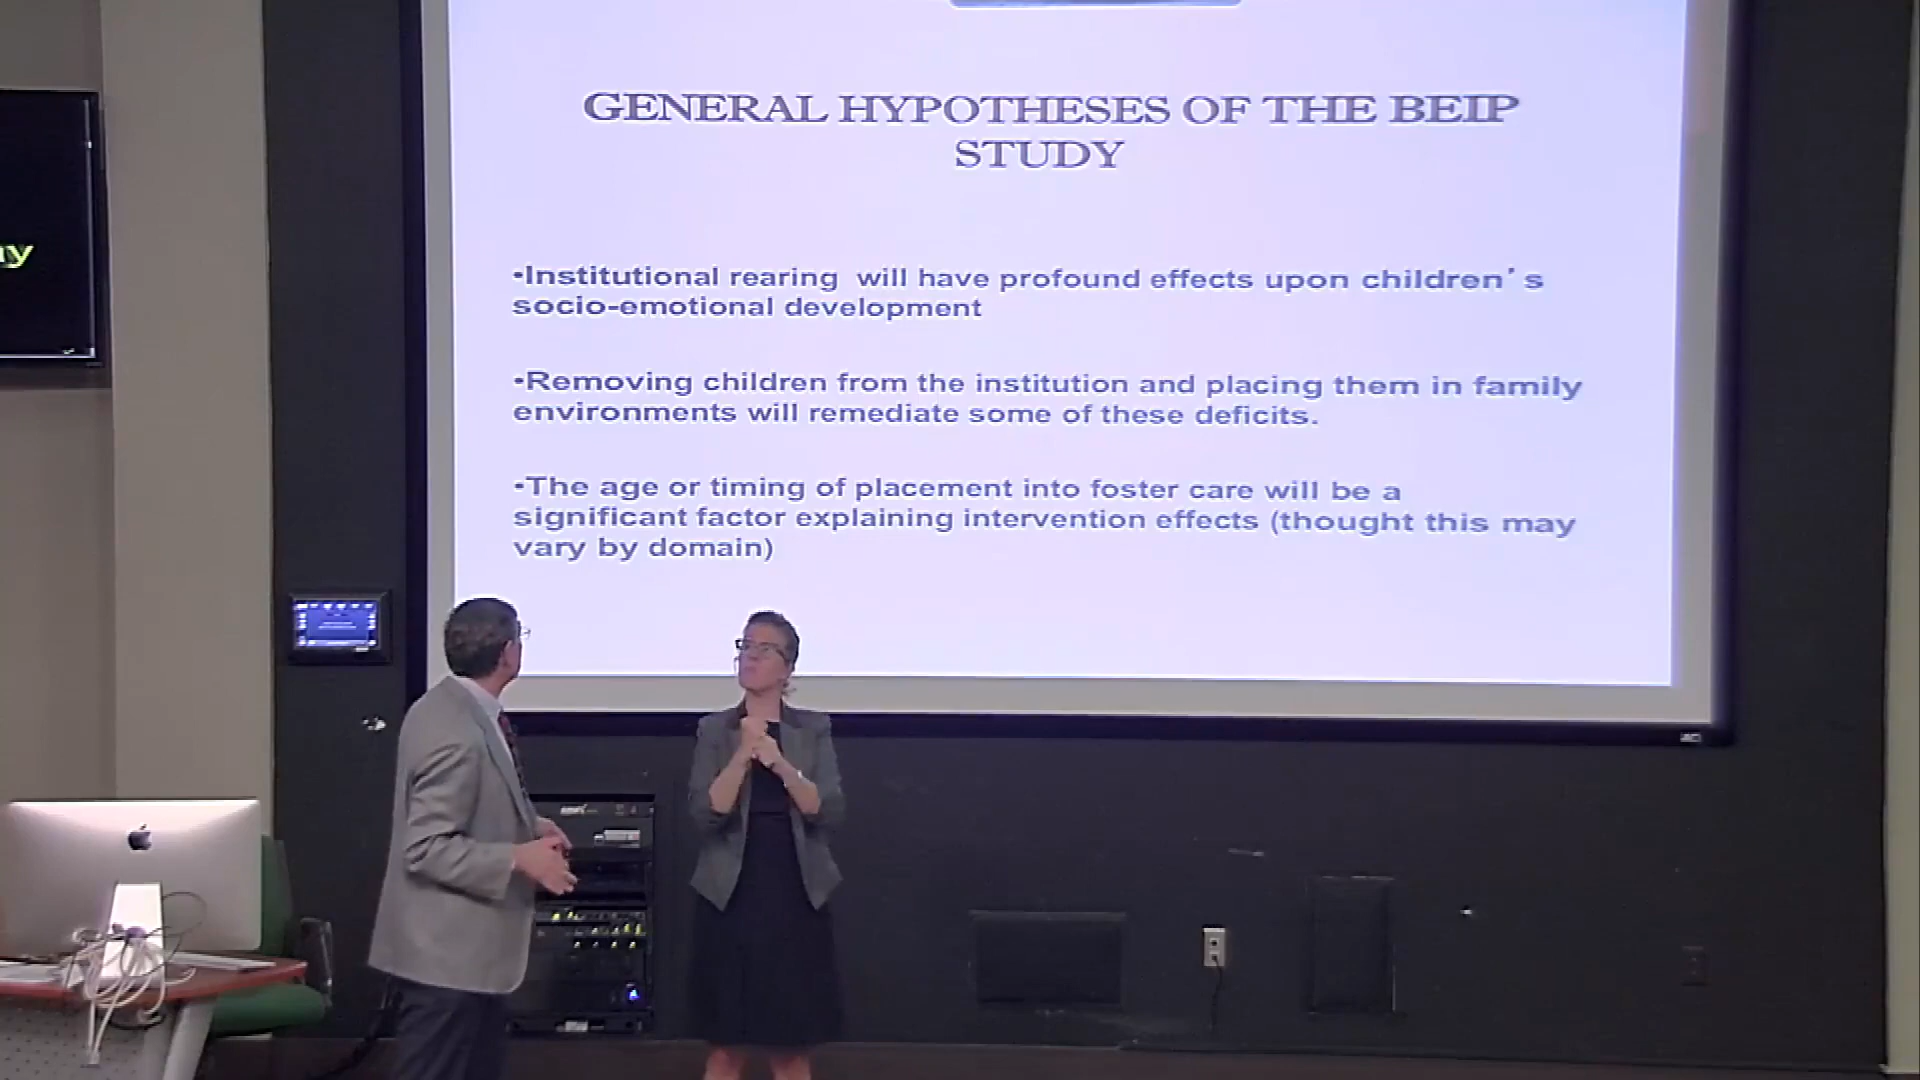 GENERAL HYPOTHESES OF THE BEIP
STUDY
•Institutional rearing will have profound effects upon children's
socio-emotional development
•Removing children from the institution and placing them in family
environments will remediate some of these deficits.
•The age or timing of placement into foster care will be a
significant factor explaining intervention effects (thought this may
vary by domain)